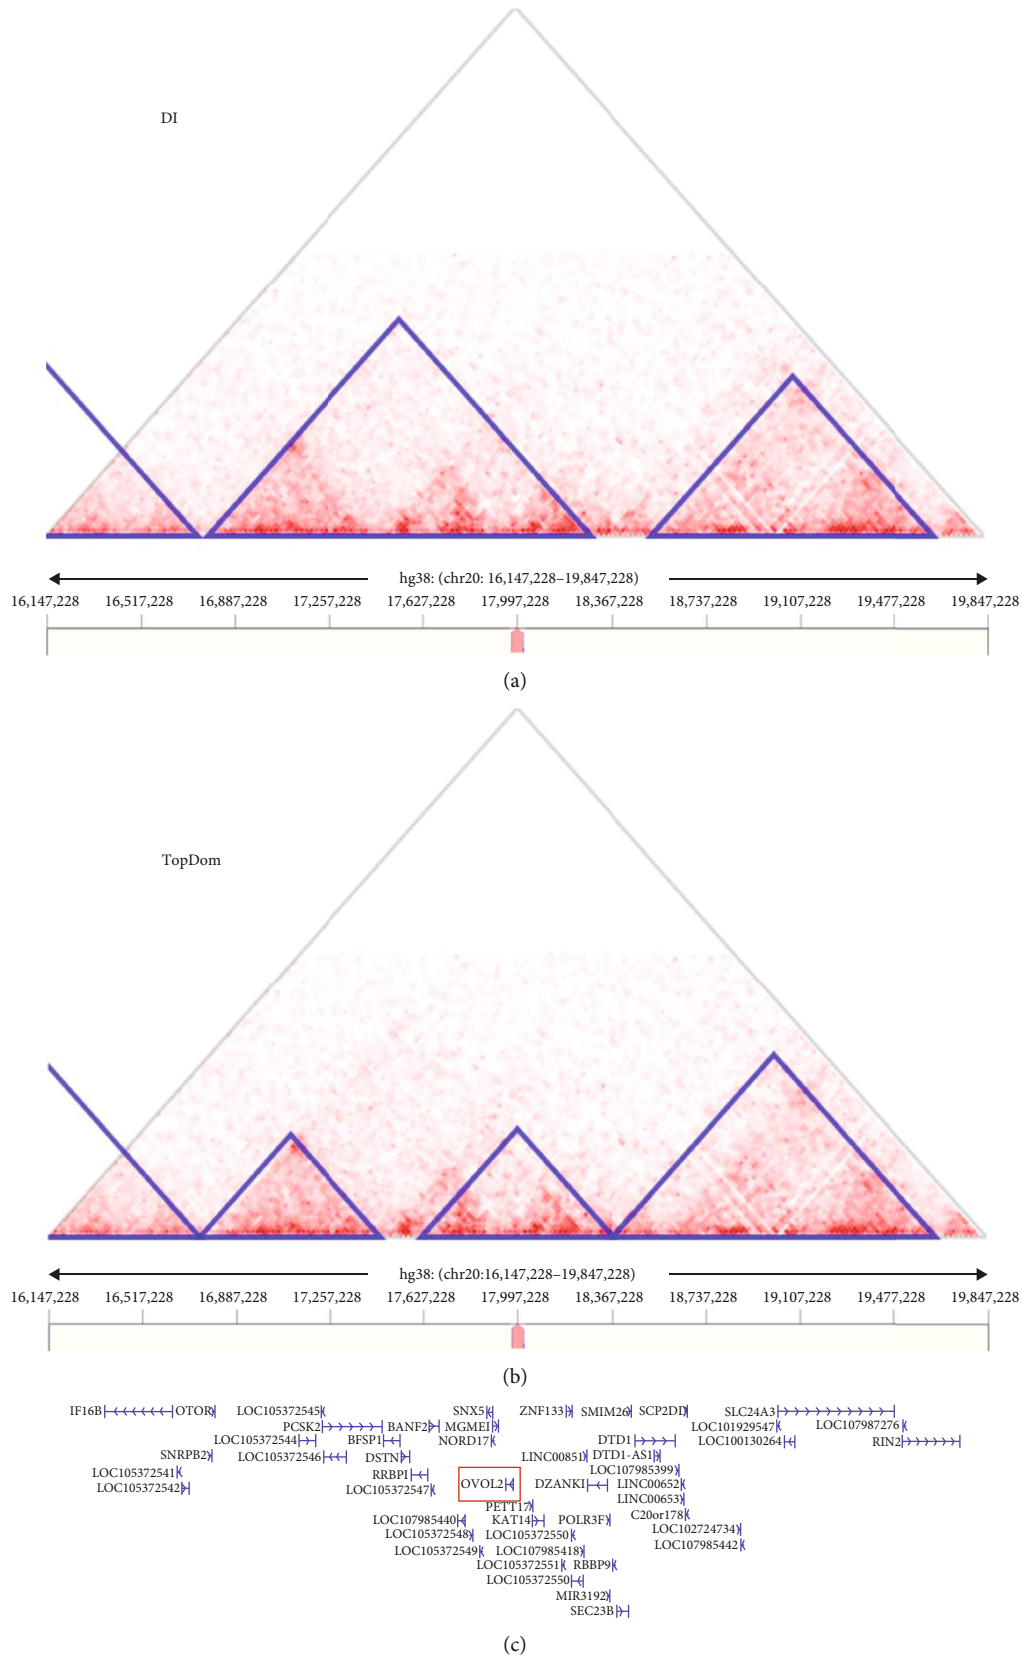 DI
hg38: (chr20: 16,147,228–19,847,228)
16,147,228 16,517,228 16,887,228 17,257,228 17,627,228 17,997,228 18,367,228 18,737,228 19,107,228 19,477,228 19,847,228
(a)
TopDom
hg38: (chr20:16,147,228–19,847,228)
16,147,228 16,517,228 16,887,228 17,257,228 17,627,228 17,997,228 18,367,228 18,737,228 19,107,228 19,477,228 19,847,228
(b)
IF16B OTOR LOC105372545 SNX5 ZNF133 SMIM26 SCP2DD SLC24A3
PCSK2 BANF2 MGMEI LOC101929547 LOC107987276
LOC105372544 BFSP1 NORD17 DTD1 LOC100130264 RIN2
SNRPB2 LOC105372546 DSTN LINC00851 DTD1-AS1
LOC105372541 RRBPI LOC107985399
LOC105372542 LOC105372547 OVOL2 DZANKI LINC00652
LINC00653
PETT17
LOC107985440 KAT14 POLR3F C20or178
LOC105372548 LOC105372550 LOC102724734
LOC105372549 LOC107985418 LOC107985442
LOC105372551 RBBP9
LOC105372550
MIR3192
SEC23B
(c)